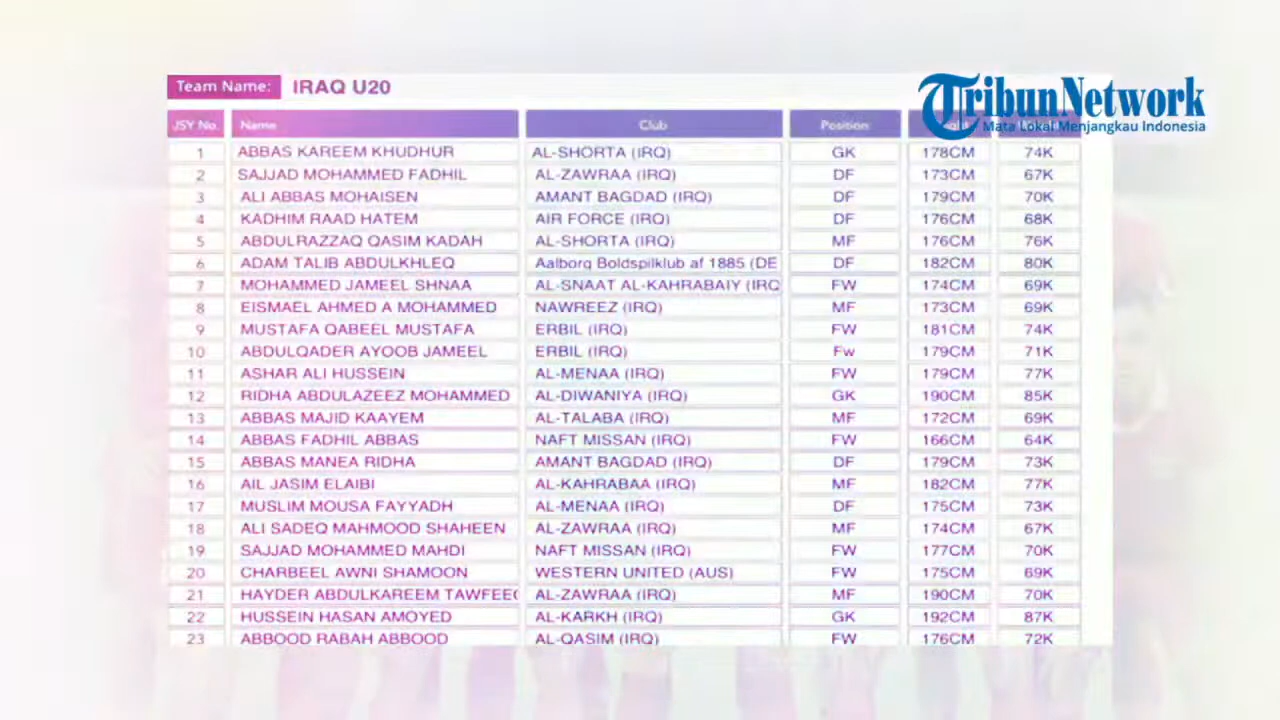 Team Name: IRAQ U20
TribunNetwork
Mata Lokal Menjangkau Indonesia
JSY No. Name Club Position
1 ABBAS KAREEM KHUDHUR AL-SHORTA (IRQ) GK 178CM 74K
2 SAJJAD MOHAMMED FADHIL AL-ZAWRAA (IRQ) DF 173CM 67K
3 ALI ABBAS MOHAISEN AMANT BAGDAD (IRQ) DF 179CM 70K
4 KADHIM RAAD HATEM AIR FORCE (IRQ) DF 176CM 68K
5 ABDULRAZZAQ QASIM KADAH AL-SHORTA (IRQ) MF 176CM 76K
6 ADAM TALIB ABDULKHLEQ Aalborg Boldspilklub af 1885 (DE DF 182CM 80K
7 MOHAMMED JAMEEL SHNAA AL-SNAAT AL-KAHRABAIY (IRQ FW 174CM 69K
8 EISMAEL AHMED A MOHAMMED NAWREEZ (IRQ) MF 173CM 69K
9 MUSTAFA QABEEL MUSTAFA ERBIL (IRQ) FW 181CM 74K
10 ABDULQADER AYOOB JAMEEL ERBIL (IRQ) Fw 179CM 71K
11 ASHAR ALI HUSSEIN AL-MENAA (IRQ) FW 179CM 77K
12 RIDHA ABDULAZEEZ MOHAMMED AL-DIWANIYA (IRQ) GK 190CM 85K
13 ABBAS MAJID KAAYEM AL-TALABA (IRQ) MF 172CM 69K
14 ABBAS FADHIL ABBAS NAFT MISSAN (IRQ) FW 166CM 64K
15 ABBAS MANEA RIDHA AMANT BAGDAD (IRQ) DF 179CM 73K
16 AIL JASIM ELAIBI AL-KAHRABAA (IRQ) MF 182CM 77K
17 MUSLIM MOUSA FAYYADH AL-MENAA (IRQ) DF 175CM 73K
18 ALI SADEQ MAHMOOD SHAHEEN AL-ZAWRAA (IRQ) MF 174CM 67K
19 SAJJAD MOHAMMED MAHDI NAFT MISSAN (IRQ) FW 177CM 70K
20 CHARBEEL AWNI SHAMOON WESTERN UNITED (AUS) FW 175CM 69K
21 HAYDER ABDULKAREEM TAWFEEQ AL-ZAWRAA (IRQ) MF 190CM 70K
22 HUSSEIN HASAN AMOYED AL-KARKH (IRQ) GK 192CM 87K
23 ABBOOD RABAH ABBOOD AL-QASIM (IRQ) FW 176CM 72K